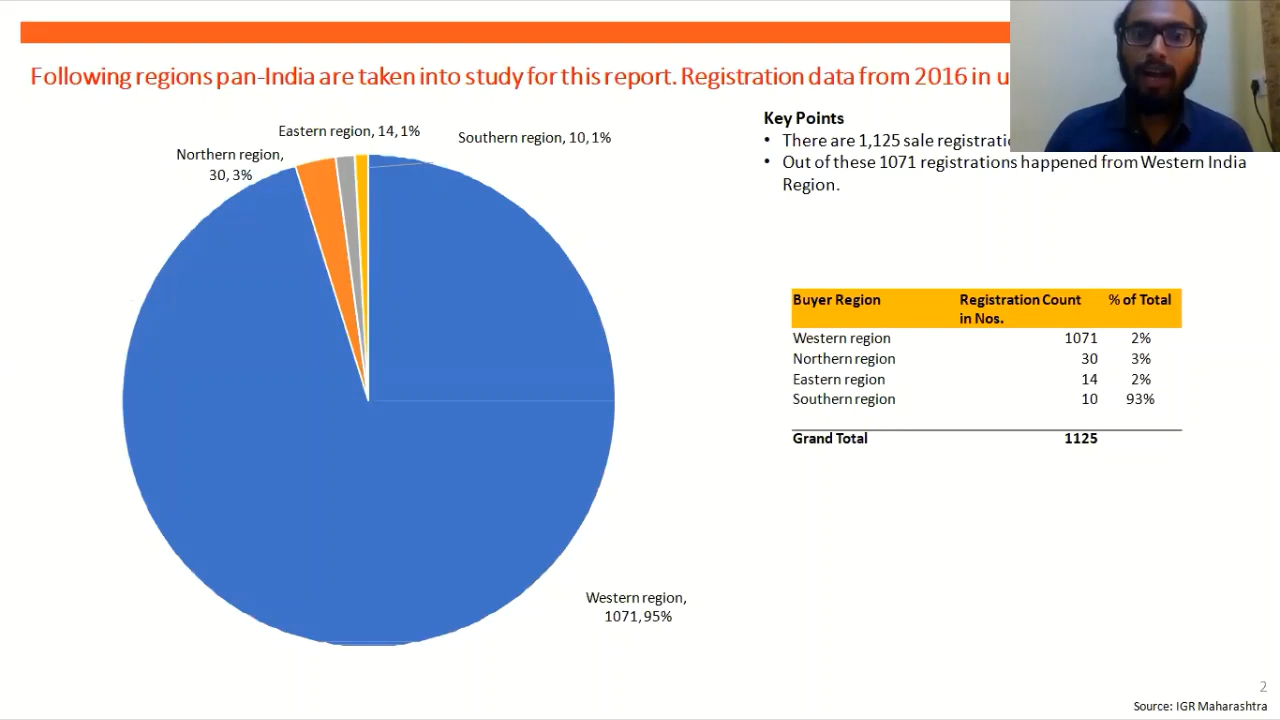 Following regions pan-India are taken into study for this report. Registration data from 2016 in
Eastern region, 14, 1%
Southern region, 10, 1%
Northern region,
30, 3%
Western region,
1071, 95%
Key Points
• There are 1,125 sale
• Out of these 1071 registrations happened from Western India
Region.
Buyer Region Registration Count % of Total
in Nos.
Western region 1071 2%
Northern region 30 3%
Eastern region 14 2%
Southern region 10 93%
Grand Total 1125
2
Source: IGR Maharashtra